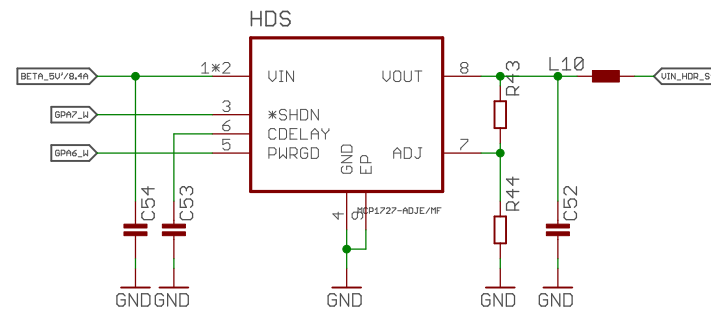 HDS
BETA_5V'/8.4A
1*2
VIN
VOUT
8
R43
L10
VIN_HDR_S
GPA7_W
3
*SHDN
6
CDELAY
GPA6_W
5
PWRGD
GND
EP
ADJ
7
MCP1727-ADJE/MF
4
9
C54
C53
R44
C52
GND
GND
GND
GND
GND